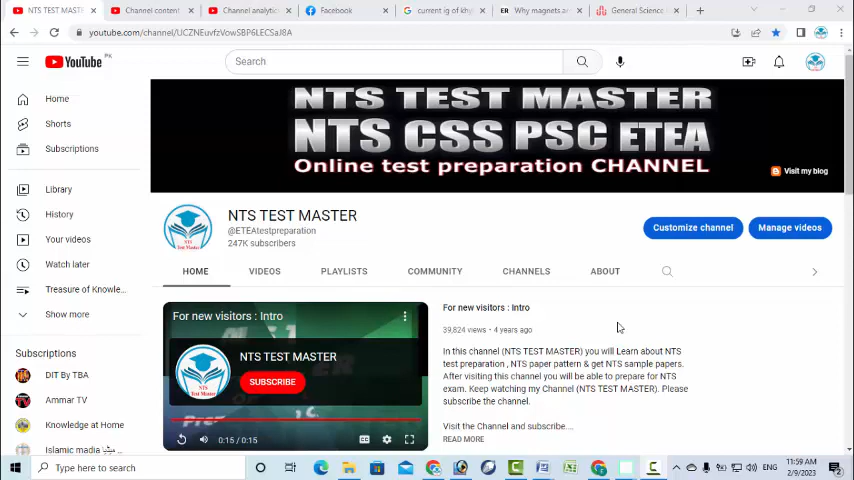 NTS TEST MASTER
Channel content
Channel analytic
Facebook
current ig of khy
Why magnets a
General Science
youtube.com/channel/
YouTube PK
Search
Home
Shorts
Subscriptions
Library
History
Your videos
Watch later
Treasure of Knowle...
Show more
Subscriptions
DIT By TBA
Ammar TV
Knowledge at Home
Islamic madia
NTS TEST MASTER
NTS CSS PSC ETEA
Online test preparation CHANNEL
Visit my blog
NTS TEST MASTER
@ETEAtestpreparation
247K subscribers
Customize channel
Manage videos
HOME
VIDEOS
PLAYLISTS
COMMUNITY
CHANNELS
ABOUT
For new visitors : Intro
NTS TEST MASTER
SUBSCRIBE
0:15 / 0:15
For new visitors : Intro
39,824 views • 4 years ago
In this channel (NTS TEST MASTER) you will Learn about NTS
test preparation , NTS paper pattern & get NTS sample papers.
After visiting this channel you will be able to prepare for NTS
exam. Keep watching my Channel (NTS TEST MASTER). Please
subscribe the channel.
Visit the Channel and subscribe....
READ MORE
Type here to search
ENG
11:59 AM
2/9/2023
2